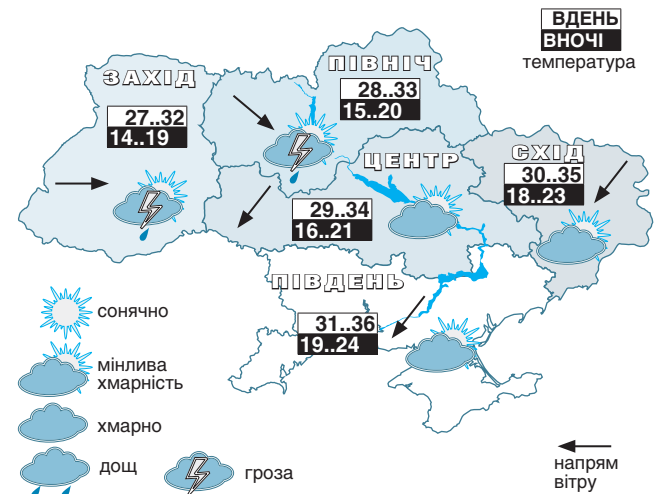 ВДЕНЬ
ВНОЧІ
температура
ЗАХІД
27..32
14..19
ПІВНІЧ
28..33
15..20
ЦЕНТР
29..34
16..21
СХІД
30..35
18..23
ПІВДЕНЬ
31..36
19..24
сонячно
мінлива
хмарність
хмарно
дощ
гроза
напрям
вітру